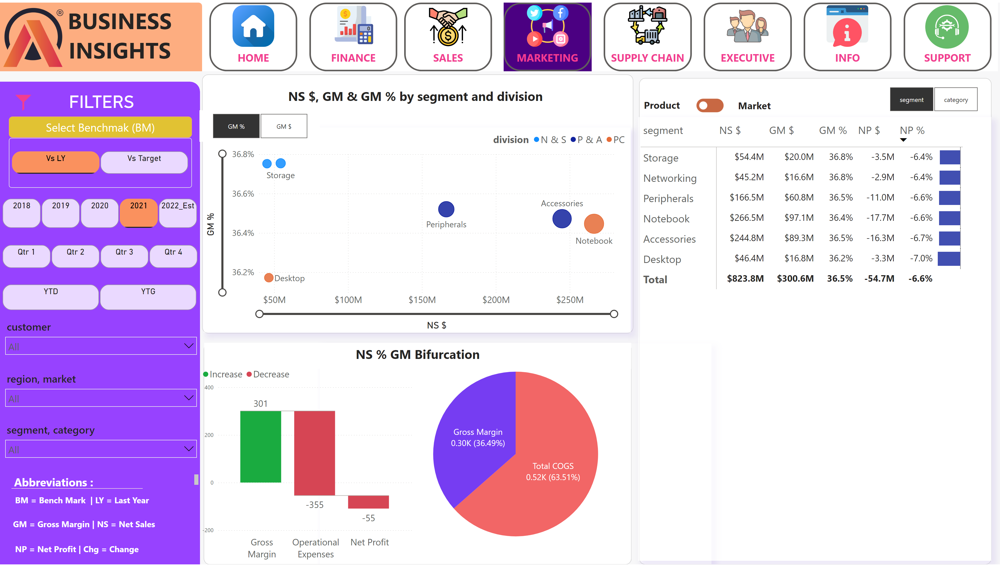 BUSINESS
INSIGHTS
®
HOME
FINANCE
SALES
MARKETING
SUPPLY CHAIN
EXECUTIVE
INFO
SUPPORT
FILTERS
Select Benchmak (BM)
Vs LY
Vs Target
2018
2019
2020
2021
2022_Est
Qtr 1
Qtr 2
Qtr 3
Qtr 4
YTD
YTG
customer
All
region, market
All
segment, category
All
Abbreviations :
BM = Bench Mark | LY = Last Year
GM = Gross Margin | NS = Net Sales
NP = Net Profit | Chg = Change
NS $, GM & GM % by segment and division
GM %
GM $
division N & S P & A PC
GM %
36.8%
36.6%
36.4%
36.2%
Storage
Peripherals
Accessories
Notebook
Desktop
$50M $100M $150M $200M $250M
NS $
NS % GM Bifurcation
Increase Decrease
400
200
0
-200
301
-355
-55
Gross
Margin
Operational
Expenses
Net Profit
Gross Margin
0.30K (36.49%)
Total COGS
0.52K (63.51%)
Product
Market
segment
category
segment NS $ GM $ GM % NP $ NP %
Storage $54.4M $20.0M 36.8% -3.5M -6.4%
Networking $45.2M $16.6M 36.8% -2.9M -6.4%
Peripherals $166.5M $60.8M 36.5% -11.0M -6.6%
Notebook $266.5M $97.1M 36.4% -17.7M -6.6%
Accessories $244.8M $89.3M 36.5% -16.3M -6.7%
Desktop $46.4M $16.8M 36.2% -3.3M -7.0%
Total $823.8M $300.6M 36.5% -54.7M -6.6%